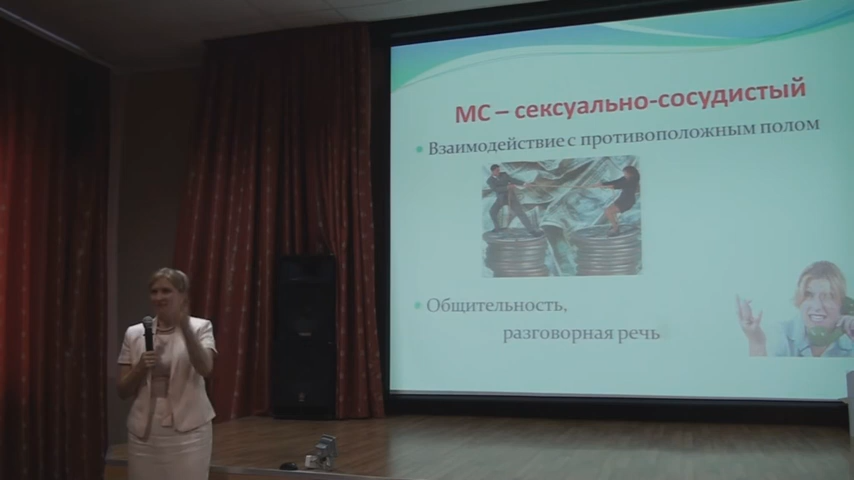 МС – сексуально-сосудистый
Взаимодействие с противоположным полом
Общительность,
разговорная речь